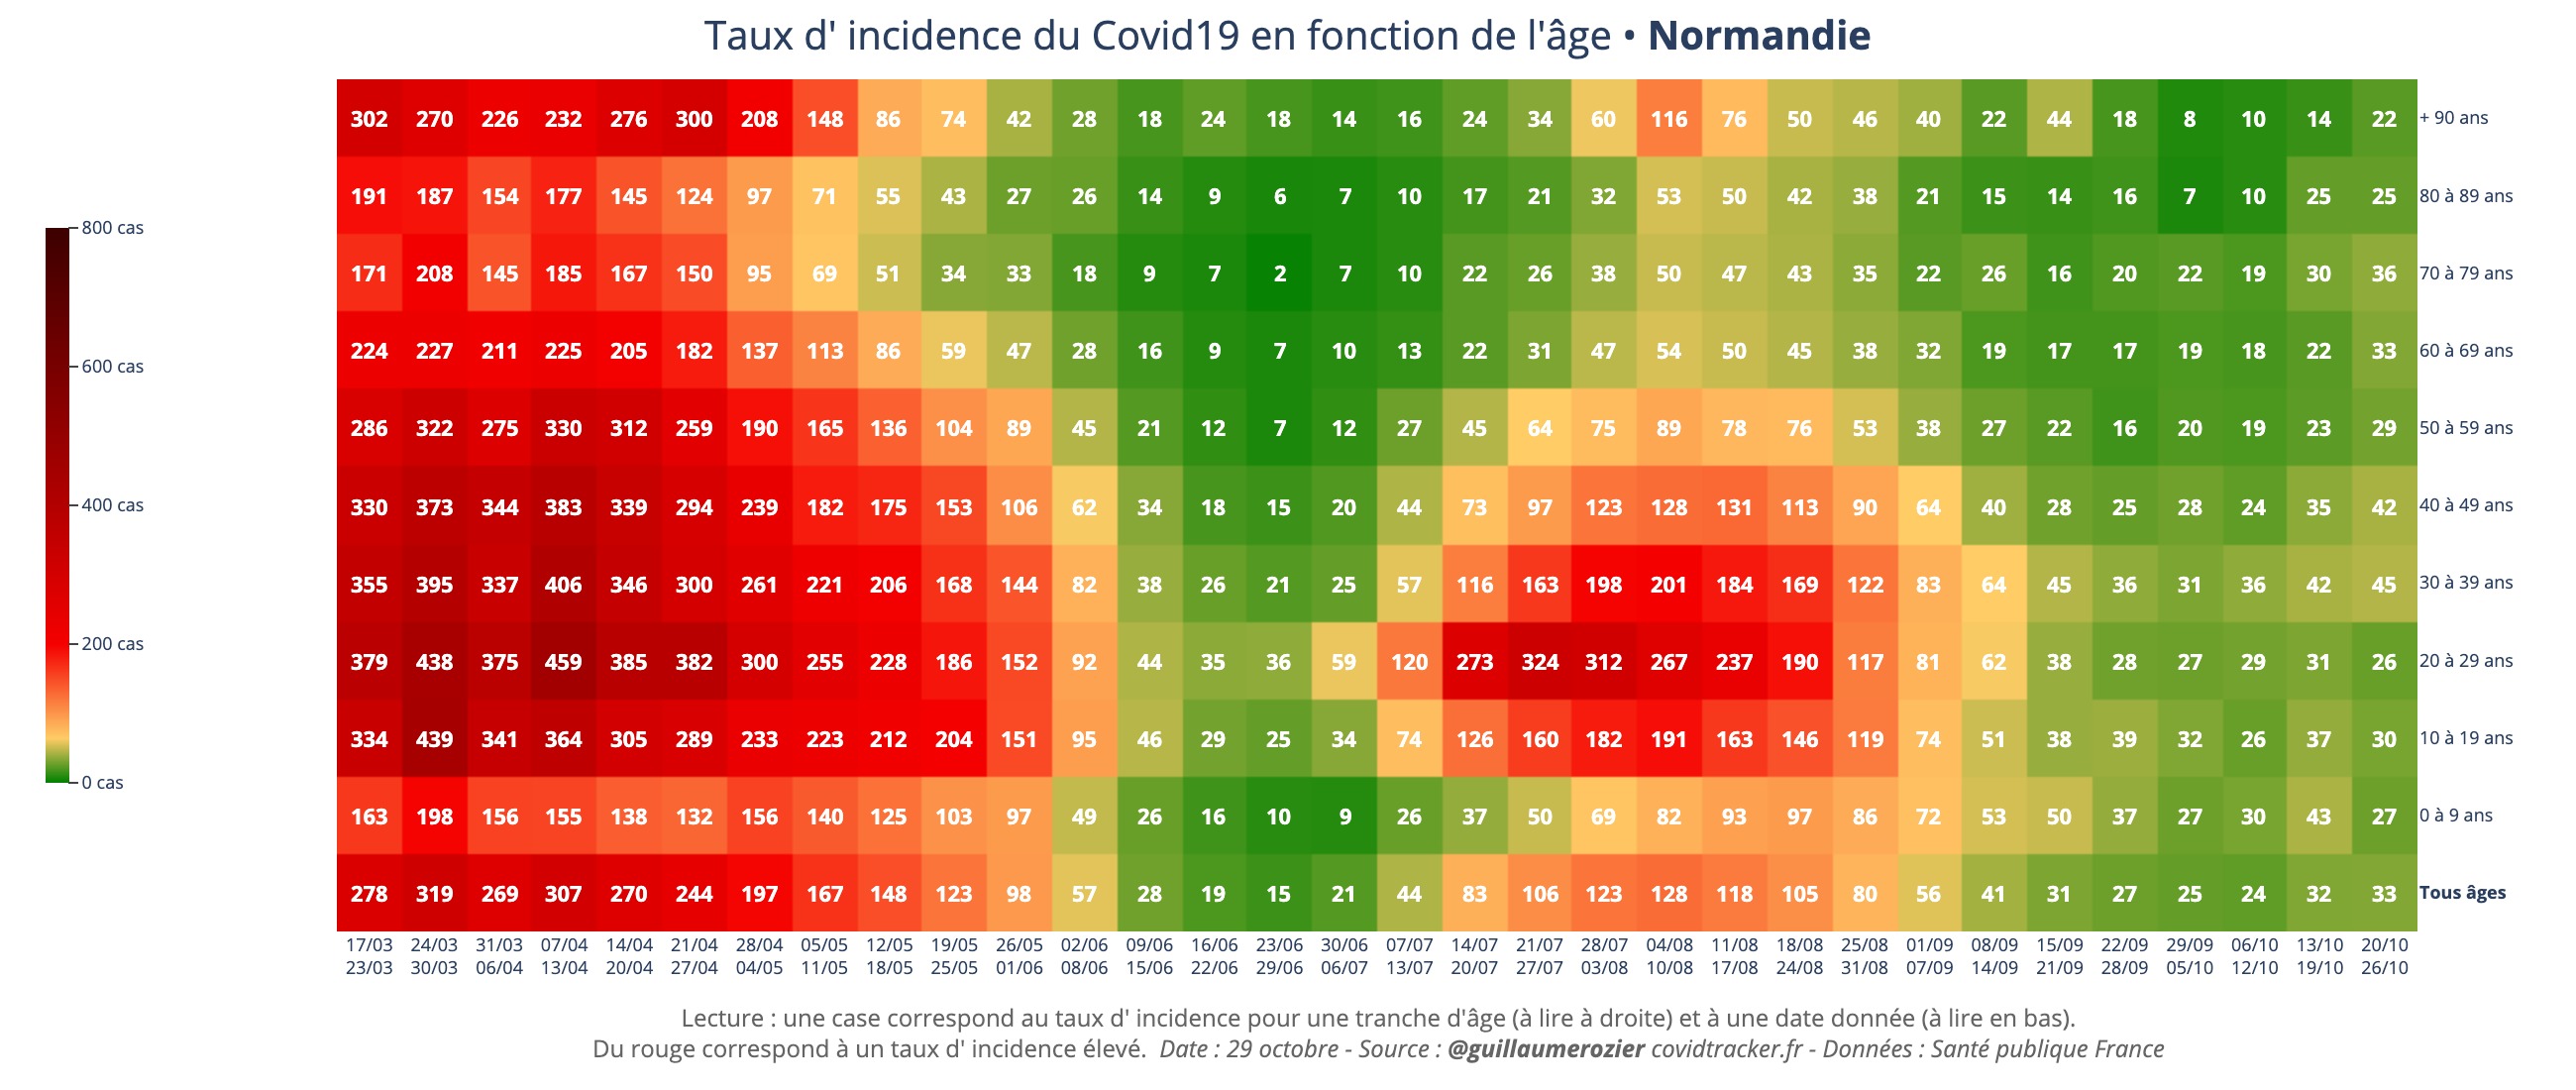 Taux d' incidence du Covid19 en fonction de l'âge • Normandie
800 cas
600 cas
400 cas
200 cas
0 cas
302 270 226 232 276 300 208 148 86 74 42 28 18 24 18 14 16 24 34 60 116 76 50 46 40 22 44 18 8 10 14 22 + 90 ans
191 187 154 177 145 124 97 71 55 43 27 26 14 9 6 7 10 17 21 32 53 50 42 38 21 15 14 16 7 10 25 25 80 à 89 ans
171 208 145 185 167 150 95 69 51 34 33 18 9 7 2 7 10 22 26 38 50 47 43 35 22 26 16 20 22 19 30 36 70 à 79 ans
224 227 211 225 205 182 137 113 86 59 47 28 16 9 7 10 13 22 31 47 54 50 45 38 32 19 17 17 19 18 22 33 60 à 69 ans
286 322 275 330 312 259 190 165 136 104 89 45 21 12 7 12 27 45 64 75 89 78 76 53 38 27 22 16 20 19 23 29 50 à 59 ans
330 373 344 383 339 294 239 182 175 153 106 62 34 18 15 20 44 73 97 123 128 131 113 90 64 40 28 25 28 24 35 42 40 à 49 ans
355 395 337 406 346 300 261 221 206 168 144 82 38 26 21 25 57 116 163 198 201 184 169 122 83 64 45 36 31 36 42 45 30 à 39 ans
379 438 375 459 385 382 300 255 228 186 152 92 44 35 36 59 120 273 324 312 267 237 190 117 81 62 38 28 27 29 31 26 20 à 29 ans
334 439 341 364 305 289 233 223 212 204 151 95 46 29 25 34 74 126 160 182 191 163 146 119 74 51 38 39 32 26 37 30 10 à 19 ans
163 198 156 155 138 132 156 140 125 103 97 49 26 16 10 9 26 37 50 69 82 93 97 86 72 53 50 37 27 30 43 27 0 à 9 ans
278 319 269 307 270 244 197 167 148 123 98 57 28 19 15 21 44 83 106 123 128 118 105 80 56 41 31 27 25 24 32 33 Tous âges
17/03 24/03 31/03 07/04 14/04 21/04 28/04 05/05 12/05 19/05 26/05 02/06 09/06 16/06 23/06 30/06 07/07 14/07 21/07 28/07 04/08 11/08 18/08 25/08 01/09 08/09 15/09 22/09 29/09 06/10 13/10 20/10
23/03 30/03 06/04 13/04 20/04 27/04 04/05 11/05 18/05 25/05 01/06 08/06 15/06 22/06 29/06 06/07 13/07 20/07 27/07 03/08 10/08 17/08 24/08 31/08 07/09 14/09 21/09 28/09 05/10 12/10 19/10 26/10
Lecture : une case correspond au taux d' incidence pour une tranche d'âge (à lire à droite) et à une date donnée (à lire en bas).
Du rouge correspond à un taux d' incidence élevé. Date : 29 octobre - Source : @guillaumerozier covidtracker.fr - Données : Santé publique France